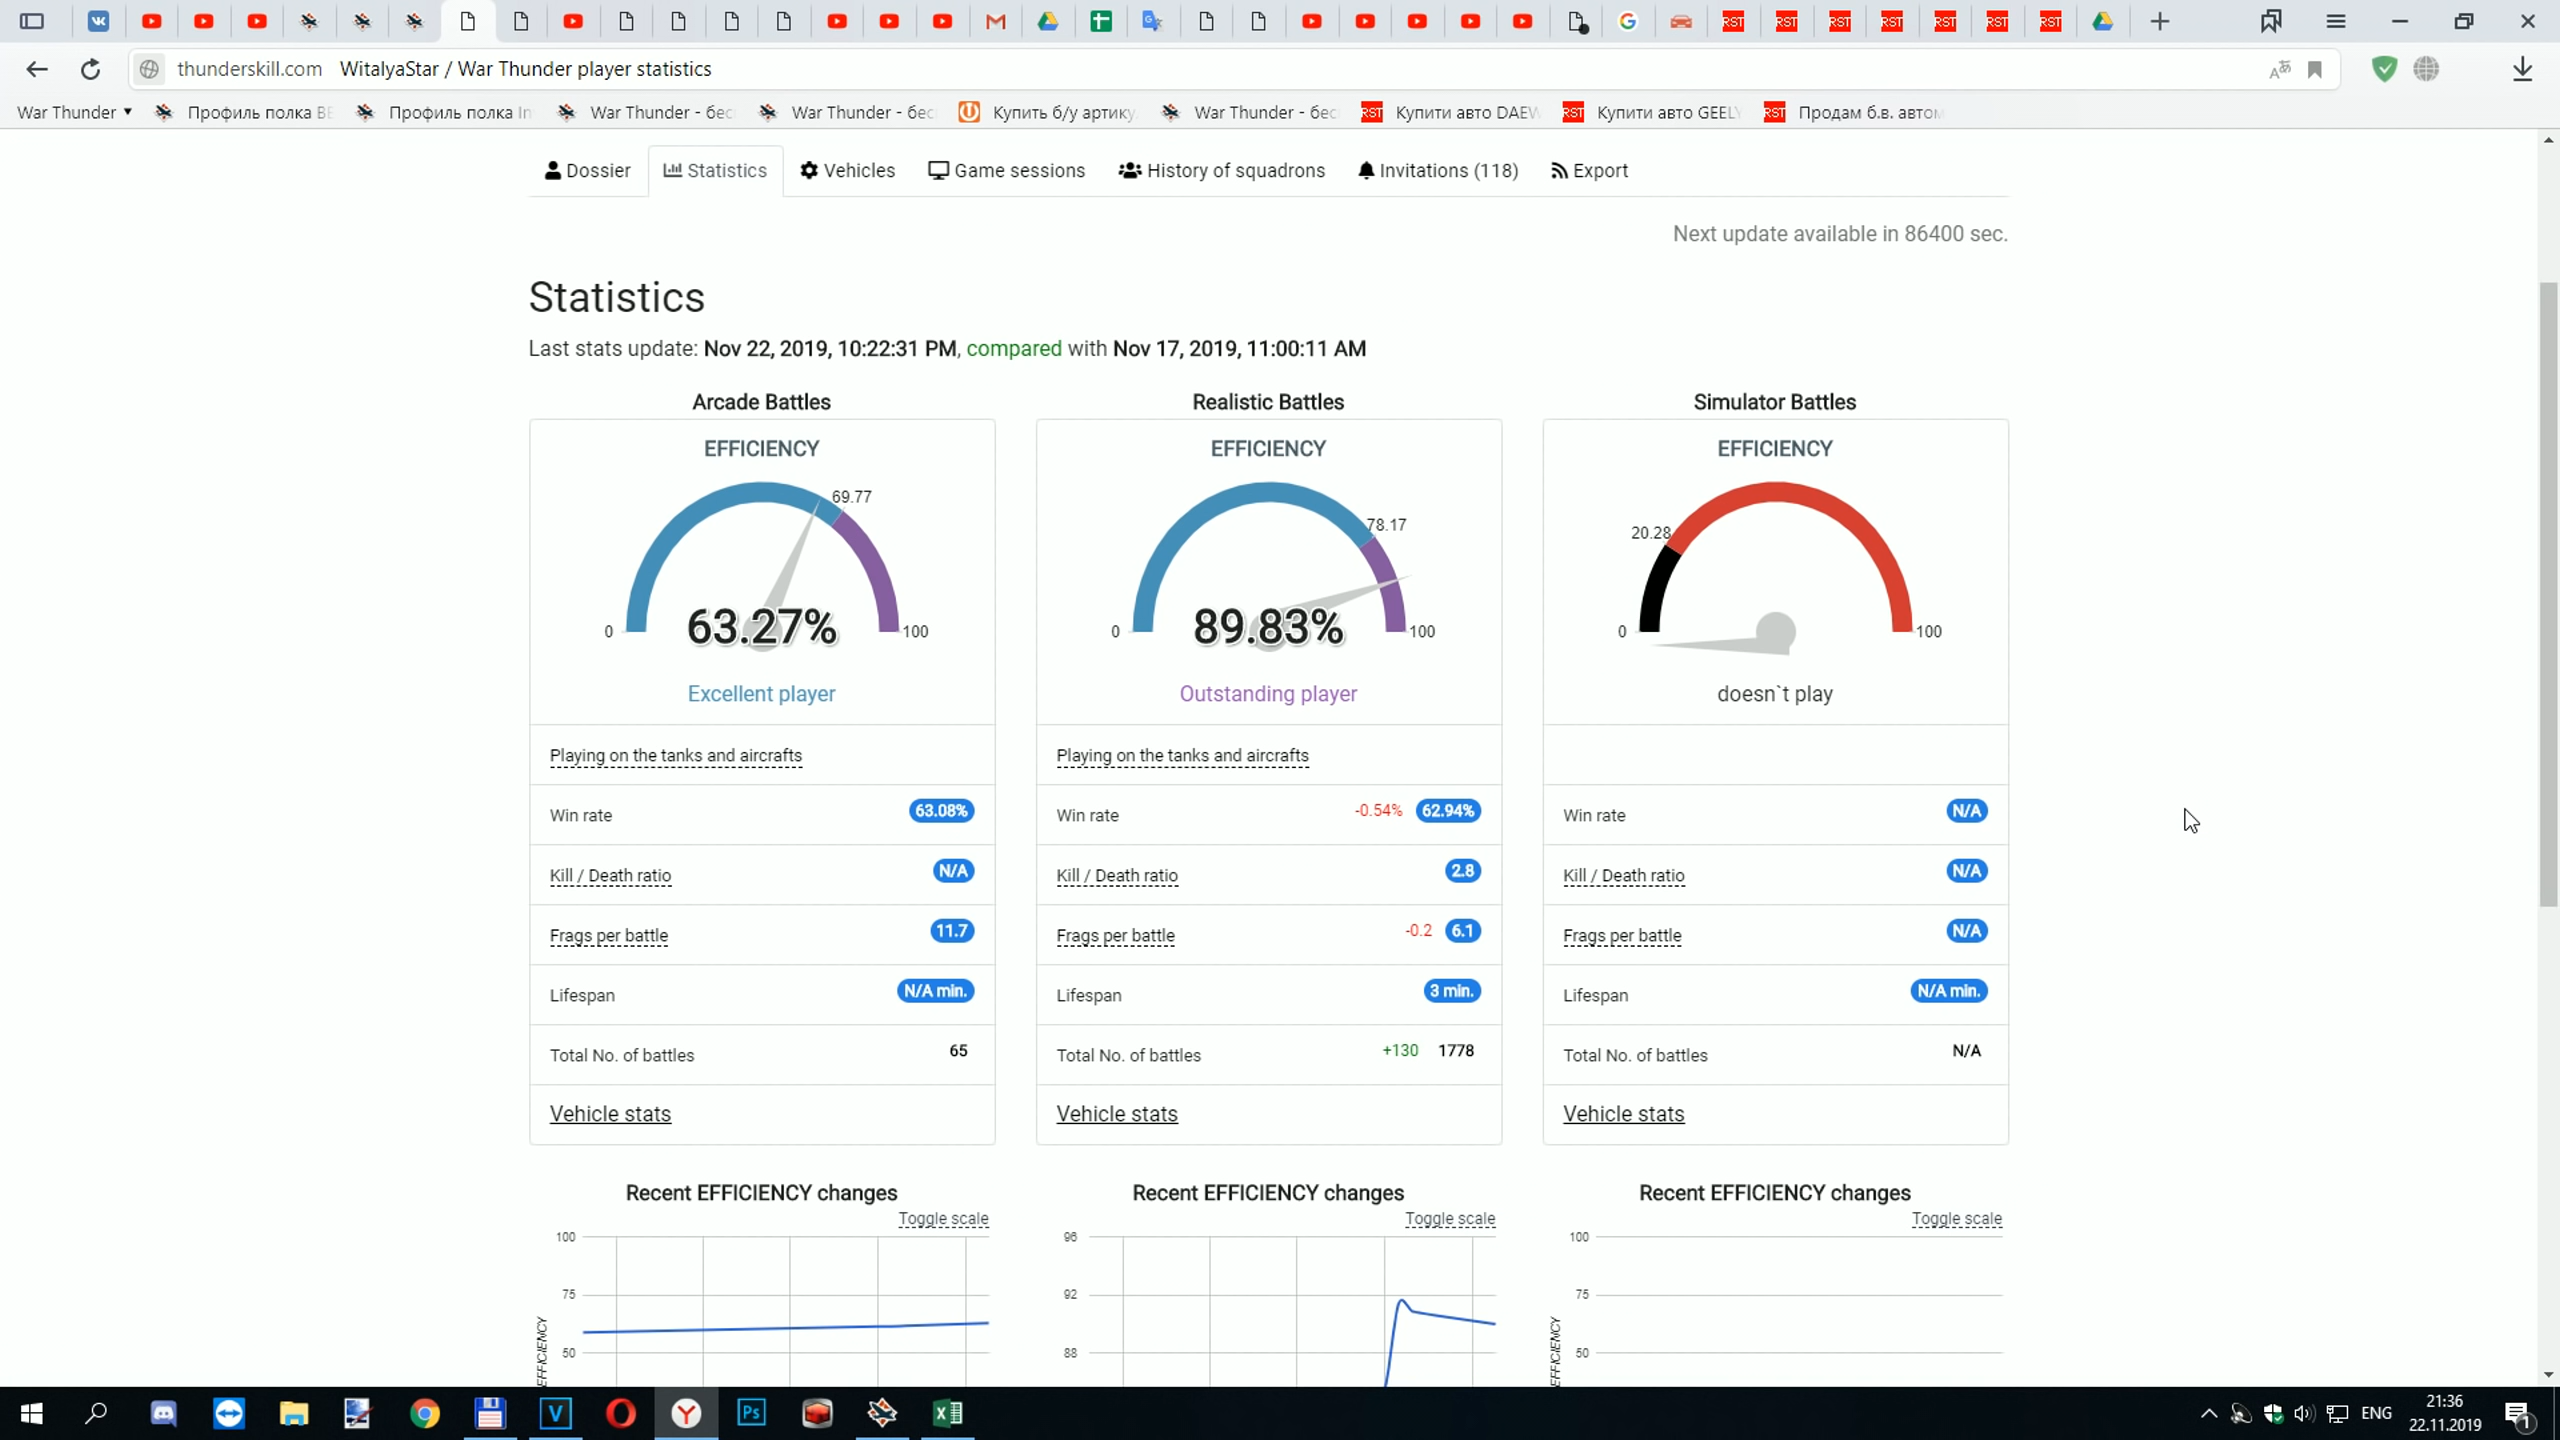 thunderskill.com WitalyaStar / War Thunder player statistics
War Thunder Профиль полка Профиль полка War Thunder - War Thunder - Купить б/у War Thunder - Купити авто Купити авто Продам б.в.
Dossier Statistics Vehicles Game sessions History of squadrons Invitations (118) Export
Next update available in 86400 sec.
Statistics
Last stats update: Nov 22, 2019, 10:22:31 PM, compared with Nov 17, 2019, 11:00:11 AM
Arcade Battles
EFFICIENCY
69.77
0
63.27%
100
Excellent player
Playing on the tanks and aircrafts
Win rate 63.08%
Kill / Death ratio N/A
Frags per battle 11.7
Lifespan N/A min.
Total No. of battles 65
Vehicle stats
Realistic Battles
EFFICIENCY
78.17
0
89.83%
100
Outstanding player
Playing on the tanks and aircrafts
Win rate -0.54% 62.94%
Kill / Death ratio 2.8
Frags per battle -0.2 6.1
Lifespan 3 min.
Total No. of battles +130 1778
Vehicle stats
Simulator Battles
EFFICIENCY
20.28
0
100
doesn`t play
Win rate N/A
Kill / Death ratio N/A
Frags per battle N/A
Lifespan N/A min.
Total No. of battles N/A
Vehicle stats
Recent EFFICIENCY changes
Toggle scale
100
75
50
EFFICIENCY
Recent EFFICIENCY changes
Toggle scale
96
92
88
Recent EFFICIENCY changes
Toggle scale
100
75
50
EFFICIENCY
ENG
21:36
22.11.2019
1